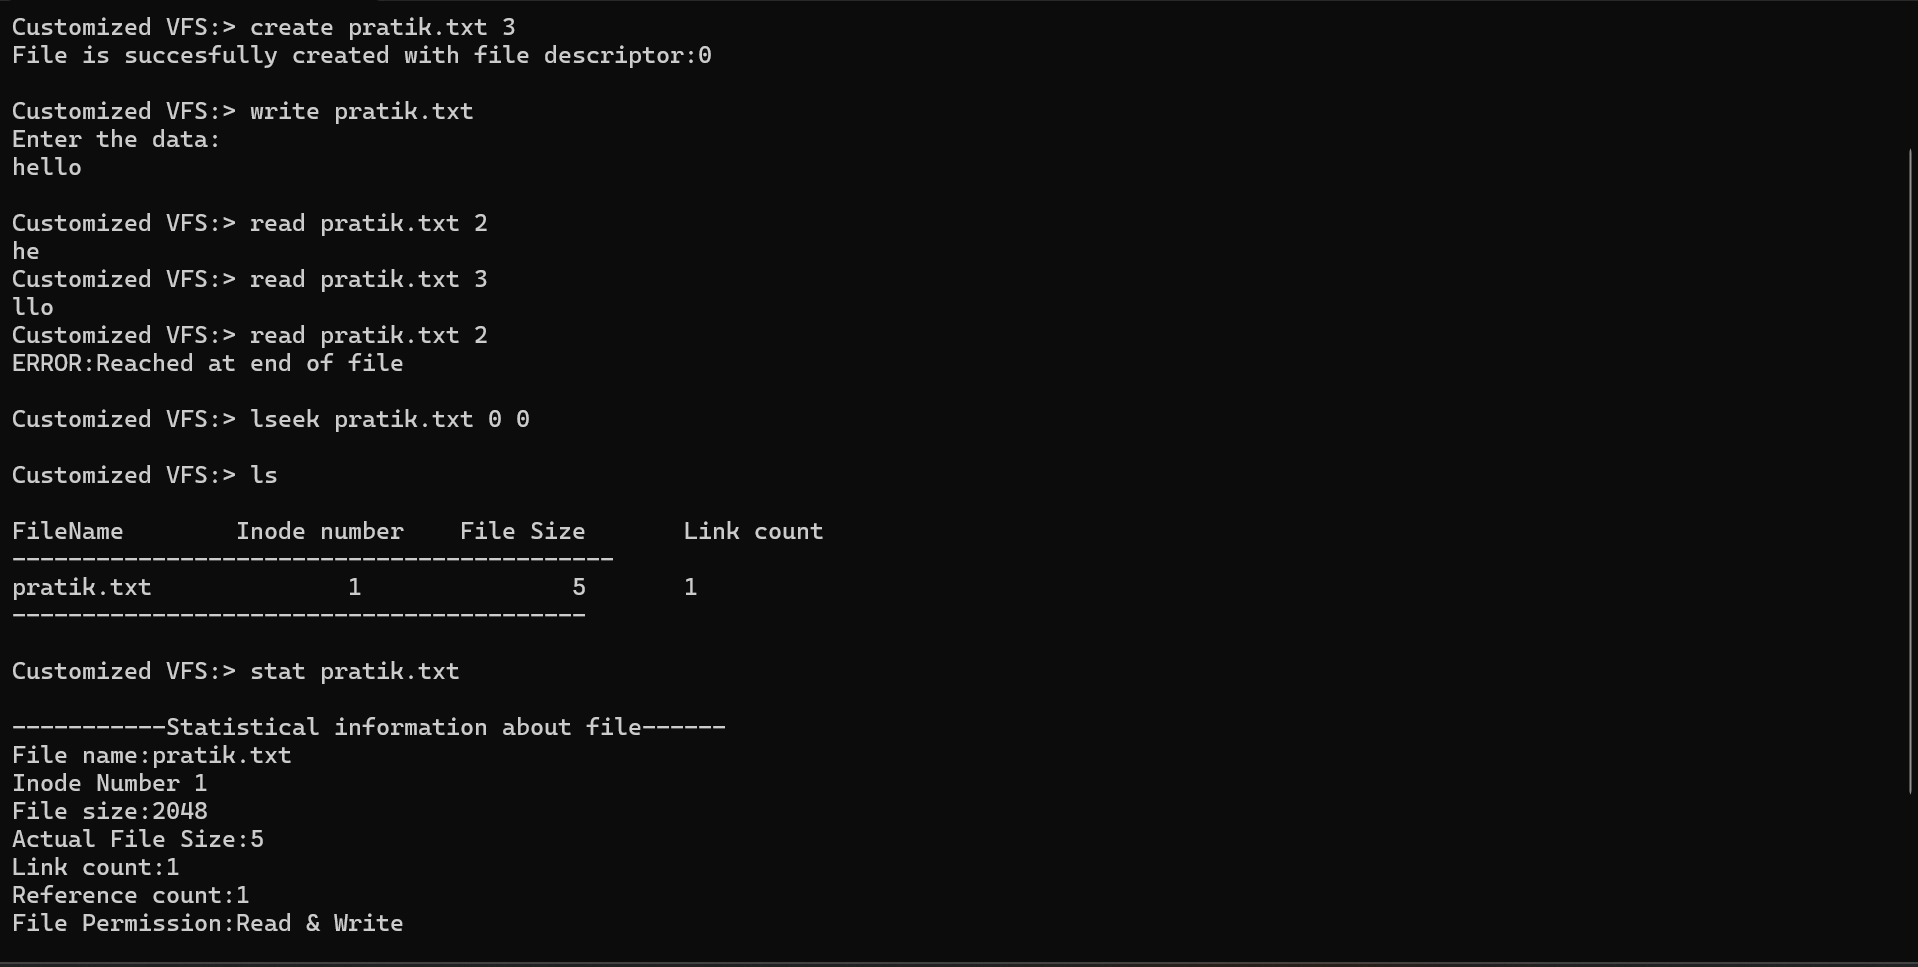 Customized VFS:> create pratik.txt 3
File is succesfully created with file descriptor:0
Customized VFS:> write pratik.txt
Enter the data:
hello
Customized VFS:> read pratik.txt 2
he
Customized VFS:> read pratik.txt 3
llo
Customized VFS:> read pratik.txt 2
ERROR:Reached at end of file
Customized VFS:> lseek pratik.txt 0 0
Customized VFS:> ls
FileName        Inode number    File Size       Link count
-------------------------------------------
pratik.txt              1               5       1
-----------------------------------------
Customized VFS:> stat pratik.txt
-----------Statistical information about file------
File name:pratik.txt
Inode Number 1
File size:2048
Actual File Size:5
Link count:1
Reference count:1
File Permission:Read & Write